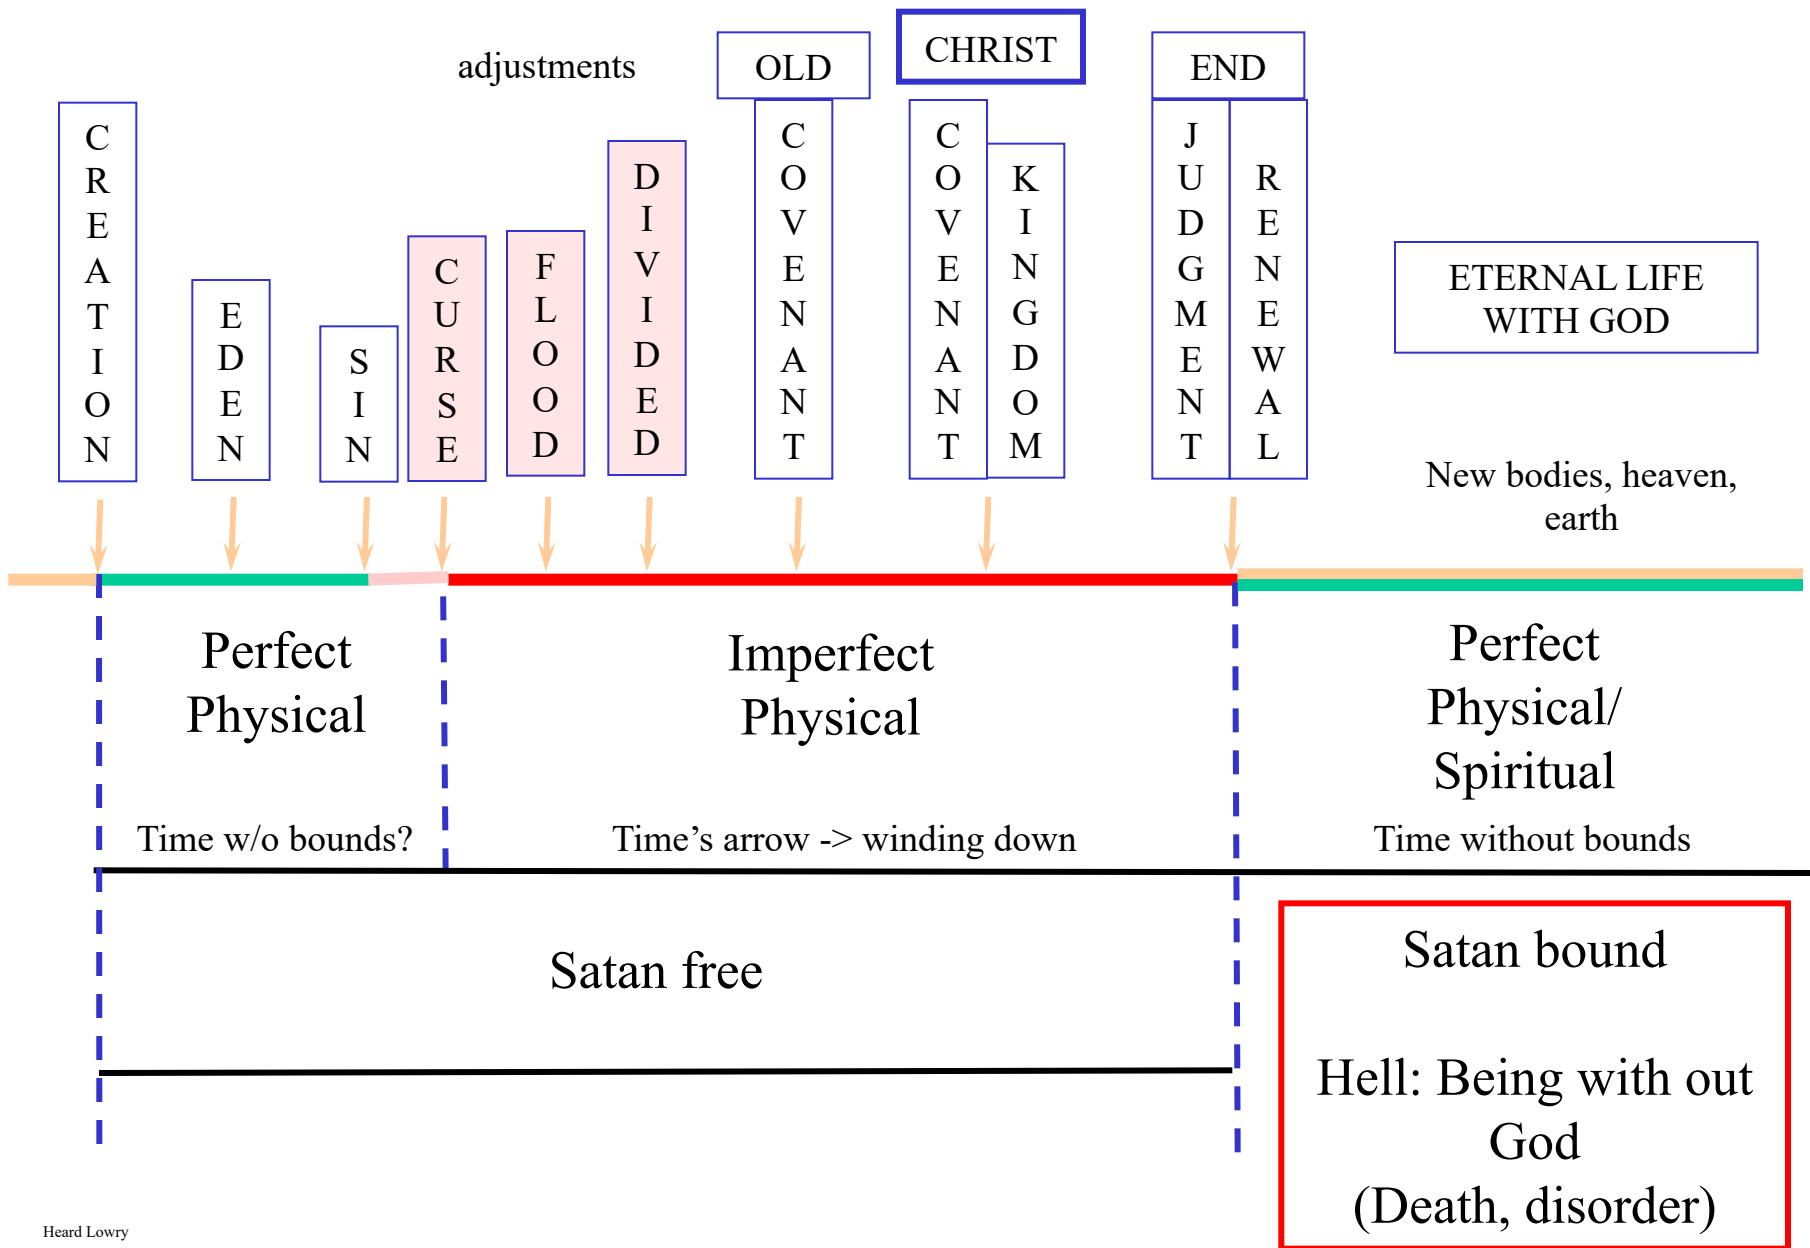 adjustments
OLD
CHRIST
END
CREATION
EDEN
SIN
CURSE
FLOOD
DIVIDED
COVENANT
COVENANT
KINGDOM
JUDGMENT
RENEWAL
ETERNAL LIFE
WITH GOD
New bodies, heaven,
earth
Perfect
Physical
Imperfect
Physical
Perfect
Physical/
Spiritual
Time w/o bounds?
Time’s arrow -> winding down
Time without bounds
Satan free
Satan bound
Hell: Being with out
God
(Death, disorder)
Heard Lowry